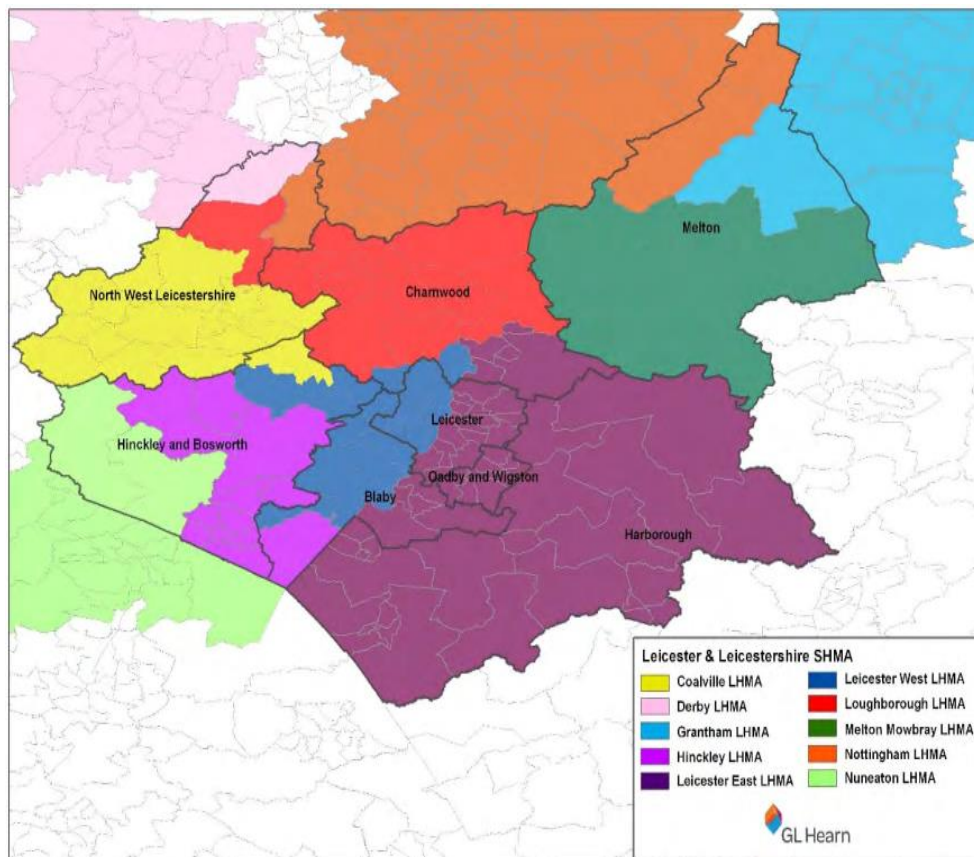 Melton
North West Leicestershire
Charnwood
Leicester
Hinckley and Bosworth
Oadby and Wigston
Blaby
Harborough
Leicester & Leicestershire SHMA
Coalville LHMA
Derby LHMA
Grantham LHMA
Hinckley LHMA
Leicester East LHMA
Leicester West LHMA
Loughborough LHMA
Melton Mowbray LHMA
Nottingham LHMA
Nuneaton LHMA
GL Hearn